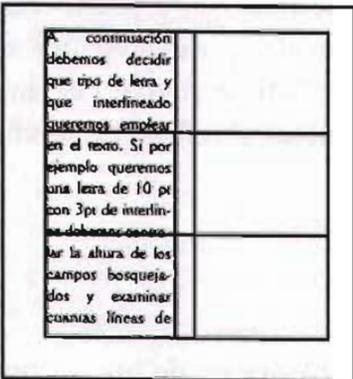 A continuación
debemos decidir
que tipo de letra y
que interlineado
queremos emplear
en el texto. Si por
ejemplo queremos
una letra de 10 pt
con 3pt de interlin-
ea debemos
lar la altura de los
campos bosqueja-
dos y examinar
cuantas líneas de